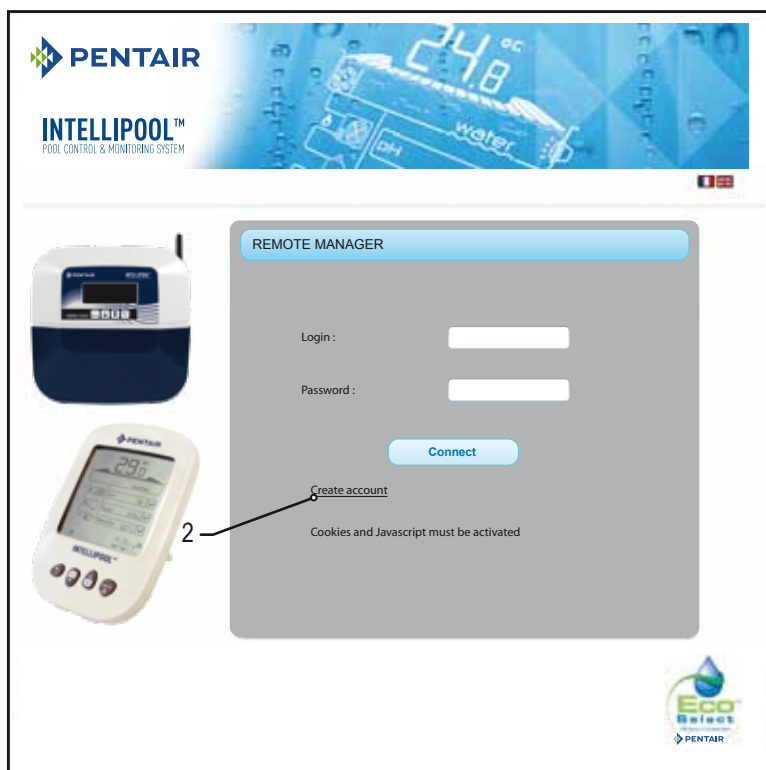 PENTAIR
INTELLIPOOL™
POOL CONTROL & MONITORING SYSTEM
24,8 °C
water
pH
REMOTE MANAGER
PENTAIR
Login :
Password :
Connect
PENTAIR
29.0
INTELLIPOOL™
Create account
2
Cookies and Javascript must be activated
Eco
Select
PENTAIR